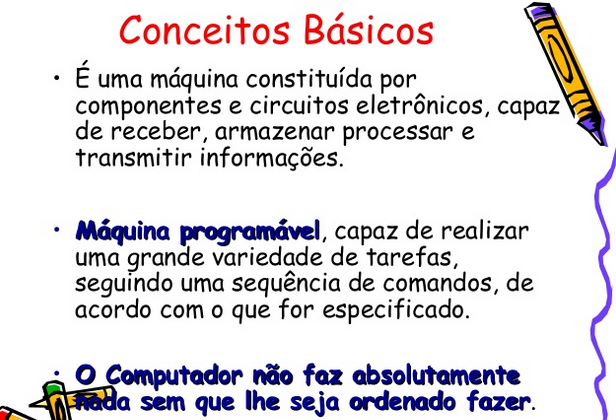 Conceitos Básicos
• É uma máquina constituída por
componentes e circuitos eletrônicos, capaz
de receber, armazenar processar e
transmitir informações.
• Máquina programável, capaz de realizar
uma grande variedade de tarefas,
seguindo uma sequência de comandos, de
acordo com o que for especificado.
• O Computador não faz absolutamente
nada sem que lhe seja ordenado fazer.